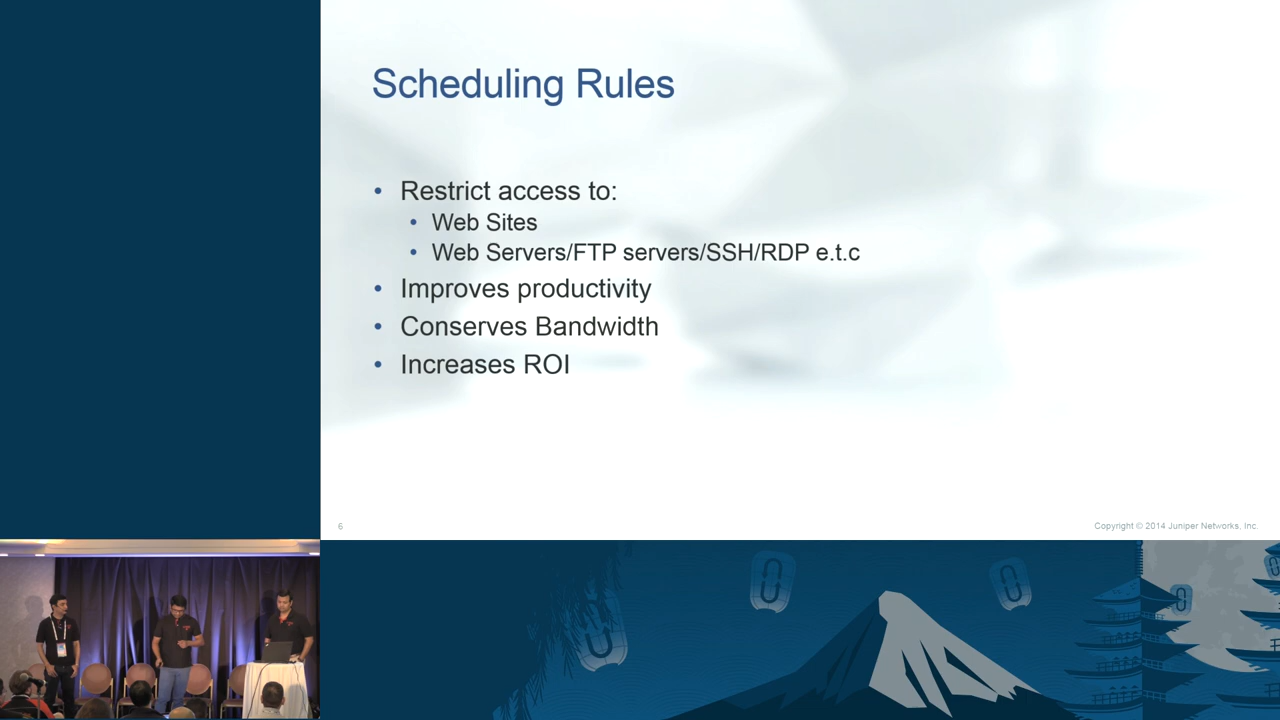 Scheduling Rules
• Restrict access to:
• Web Sites
• Web Servers/FTP servers/SSH/RDP e.t.c
• Improves productivity
• Conserves Bandwidth
• Increases ROI
6
Copyright © 2014 Juniper Networks, Inc.